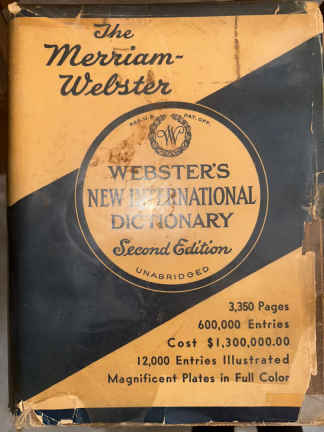 The
Merriam-
Webster
REG. U.S. PAT. OFF.
W
WEBSTER'S
NEW INTERNATIONAL
DICTIONARY
Second Edition
UNABRIDGED
3,350 Pages
600,000 Entries
Cost $1,300,000.00
12,000 Entries Illustrated
Magnificent Plates in Full Color